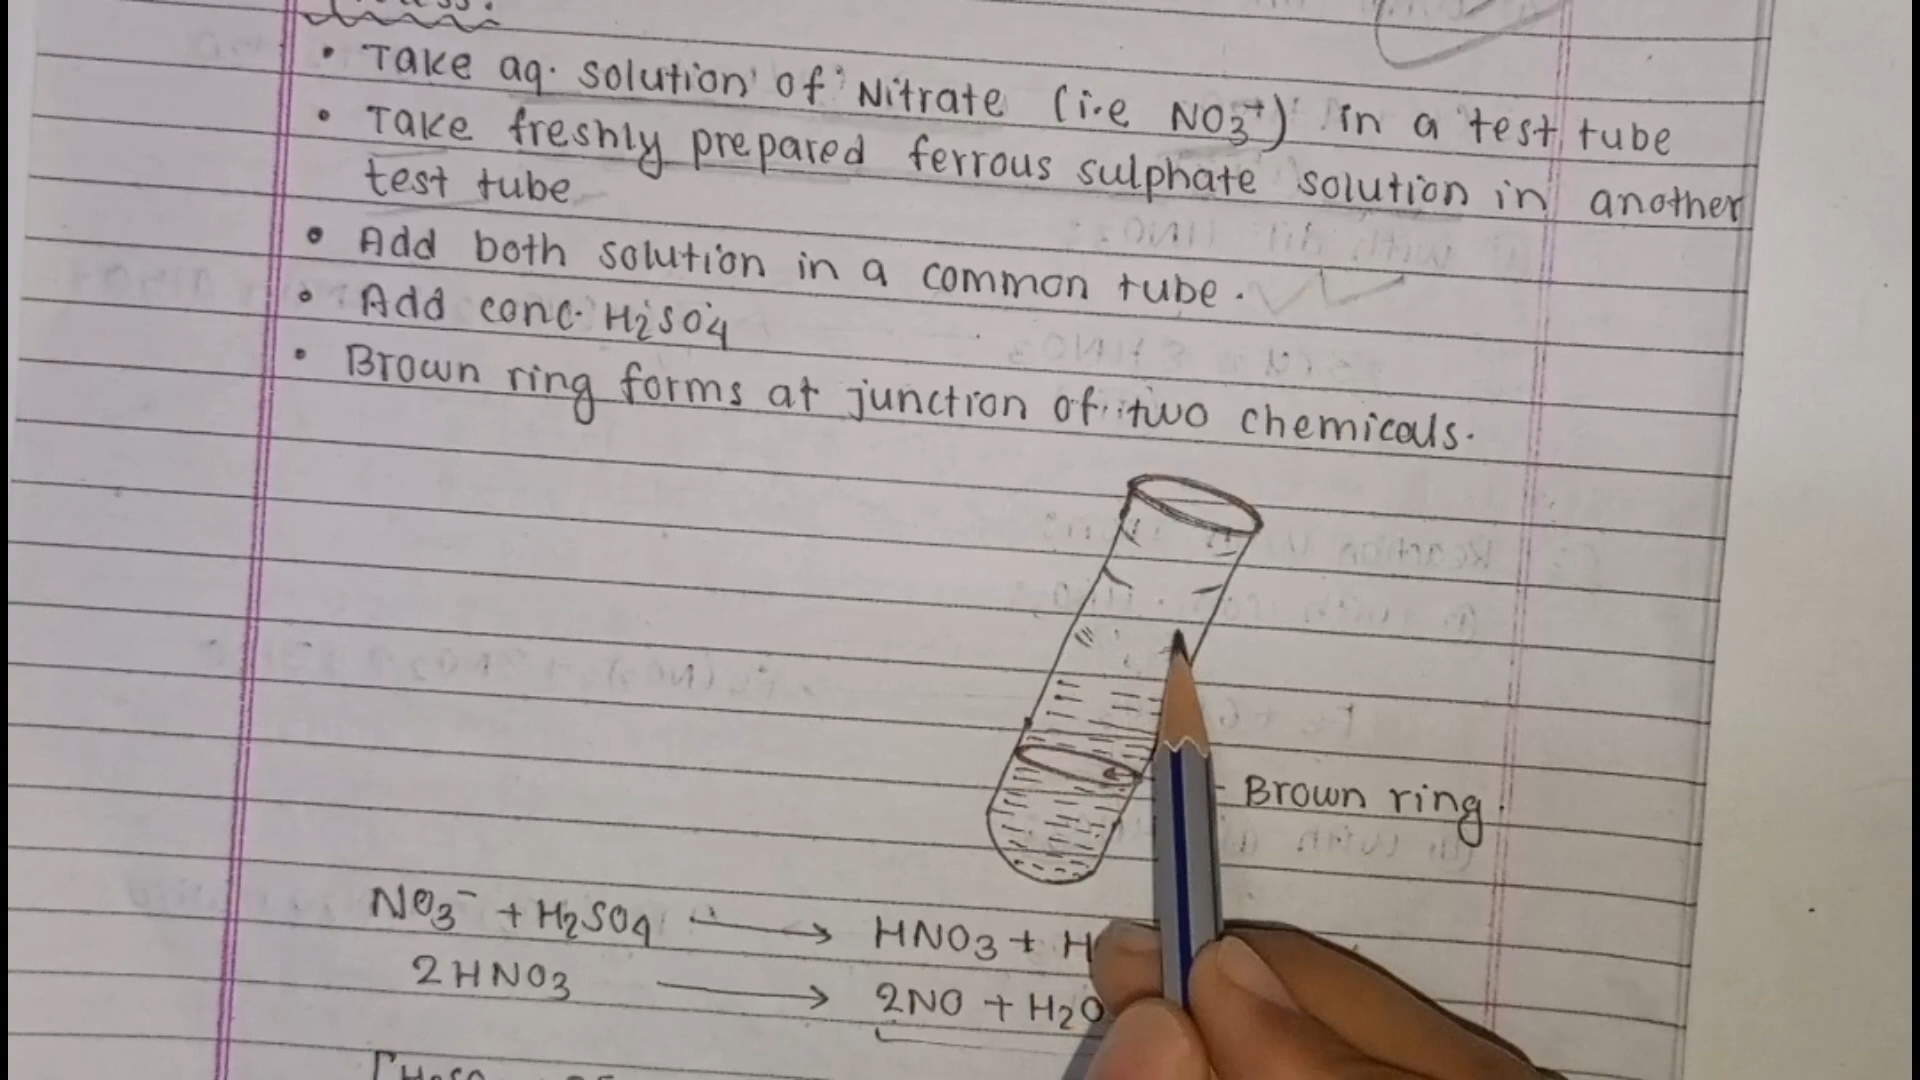 • Take aq. solution of Nitrate (i.e NO3+) in a test tube
• Take freshly prepared ferrous sulphate solution in another
test tube
• Add both solution in a common tube.
• Add conc. H2SO4
• Brown ring forms at junction of two chemicals.
Brown ring.
NO3- + H2SO4 → HNO3 + H
2HNO3 → 2NO + H2O